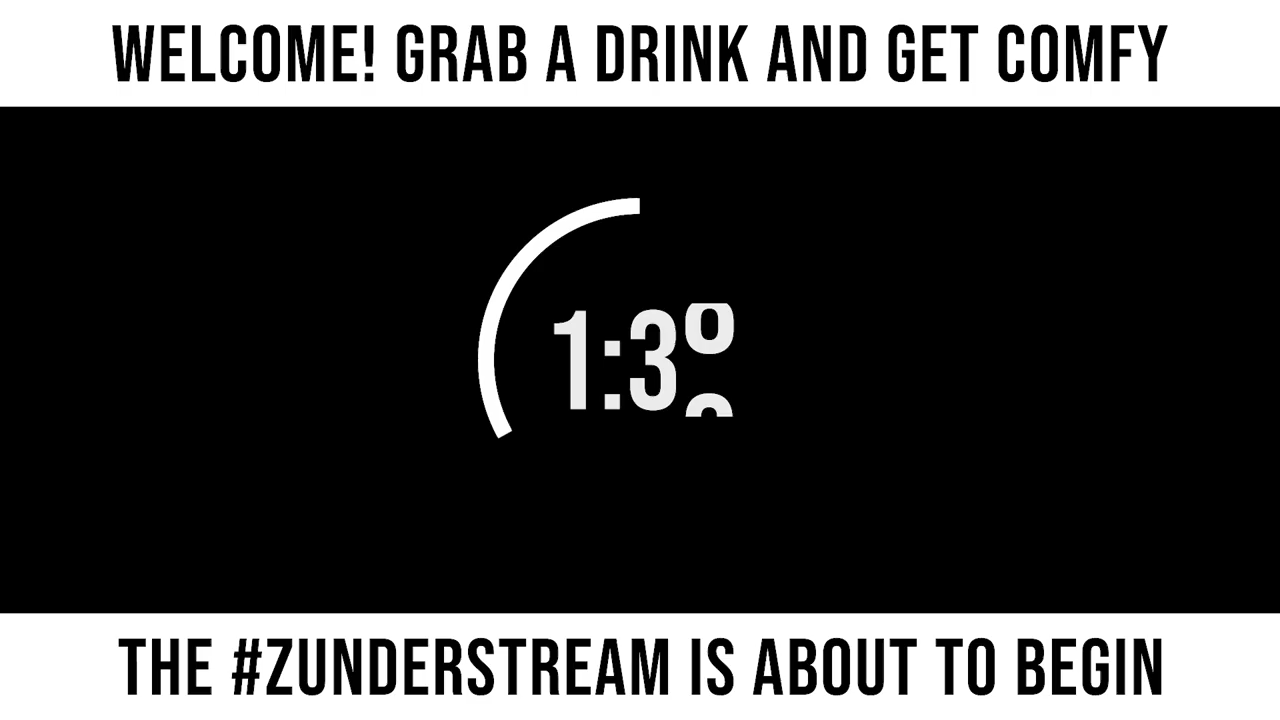 WELCOME! GRAB A DRINK AND GET COMFY
1:3
THE #ZUNDERSTREAM IS ABOUT TO BEGIN